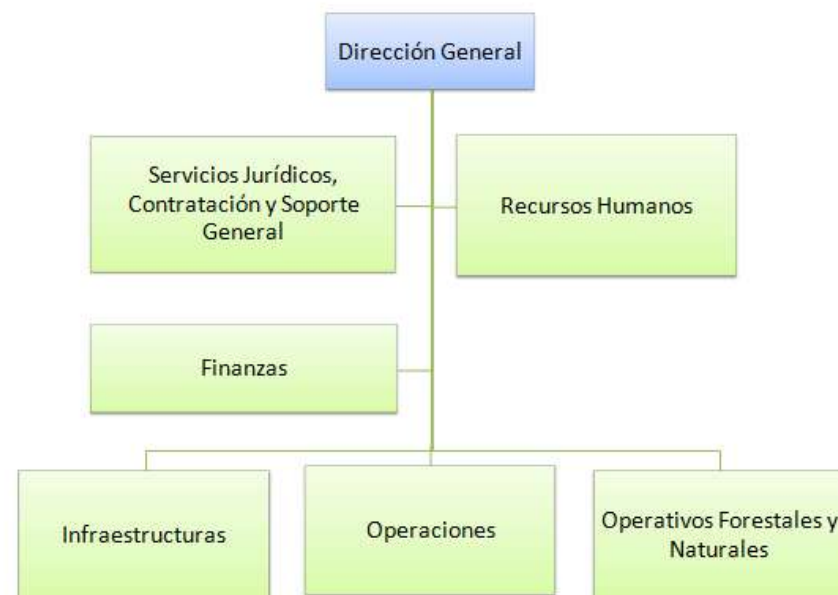 Dirección General
Servicios Jurídicos,
Contratación y Soporte
General
Recursos Humanos
Finanzas
Infraestructuras
Operaciones
Operativos Forestales y
Naturales